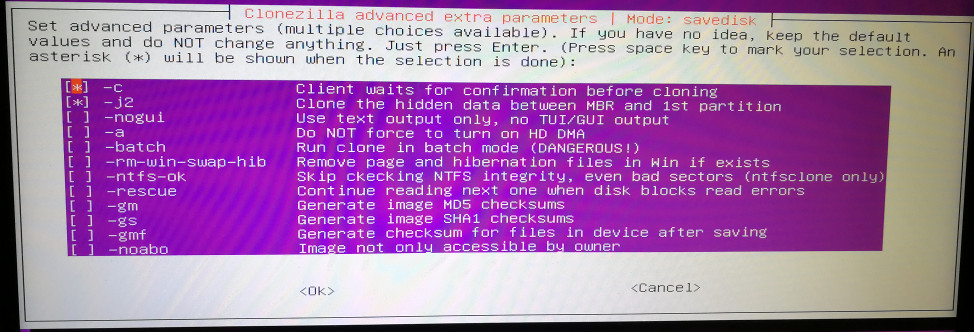 Clonezilla advanced extra parameters | Mode: savedisk
Set advanced parameters (multiple choices available). If you have no idea, keep the default
values and do NOT change anything. Just press Enter. (Press space key to mark your selection. An
asterisk (*) will be shown when the selection is done):
[*] -c Client waits for confirmation before cloning
[*] -j2 Clone the hidden data between MBR and 1st partition
[ ] -nogui Use text output only, no TUI/GUI output
[ ] -a Do NOT force to turn on HD DMA
[ ] -batch Run clone in batch mode (DANGEROUS!)
[ ] -rm-win-swap-hib Remove page and hibernation files in Win if exists
[ ] -ntfs-ok Skip ckecking NTFS integrity, even bad sectors (ntfsclone only)
[ ] -rescue Continue reading next one when disk blocks read errors
[ ] -gm Generate image MD5 checksums
[ ] -gs Generate image SHA1 checksums
[ ] -gmf Generate checksum for files in device after saving
[ ] -noabo Image not only accessible by owner
<Ok> <Cancel>